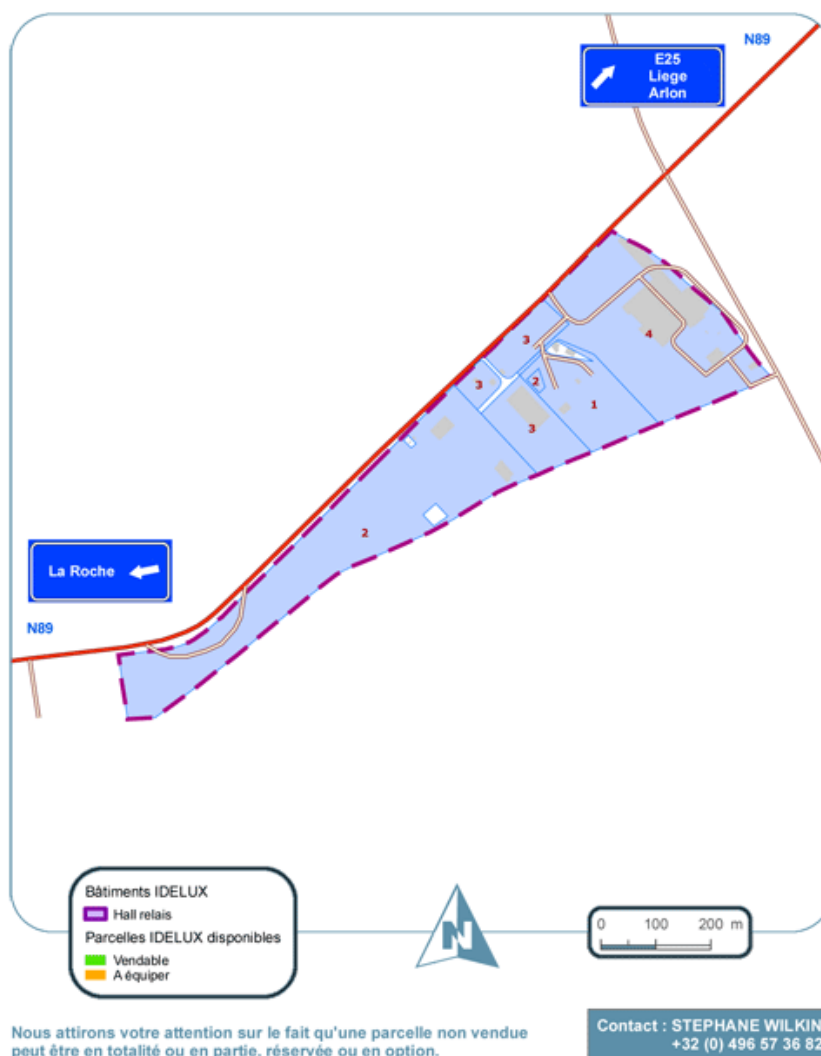 N89
E25
Liege
Arlon
3
4
3
2
1
3
2
La Roche
N89
Bâtiments IDELUX
Hall relais
Parcelles IDELUX disponibles
Vendable
A équiper
N
0 100 200 m
Nous attirons votre attention sur le fait qu'une parcelle non vendue
peut être en totalité ou en partie, réservée ou en option.
Contact : STEPHANE WILKIN
+32 (0) 496 57 36 82